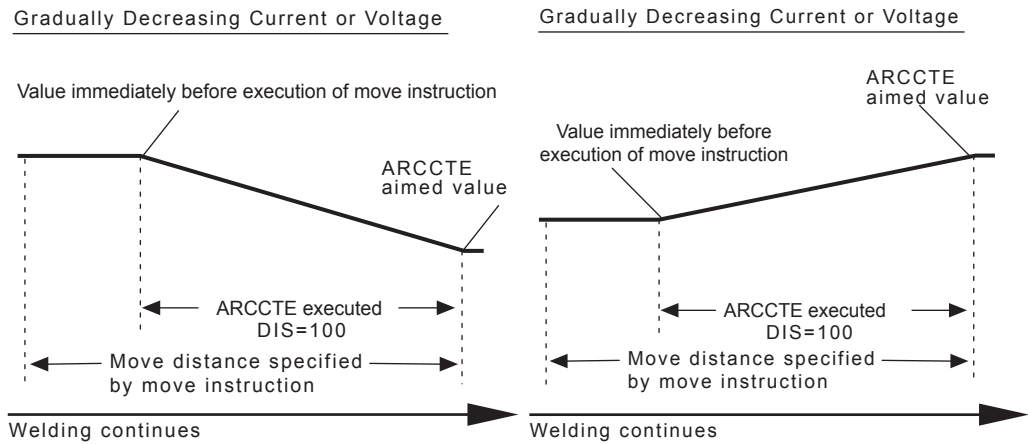 Gradually Decreasing Current or Voltage
Value immediately before execution of move instruction
ARCCTE
aimed value
ARCCTE executed
DIS=100
Move distance specified
by move instruction
Welding continues
Gradually Decreasing Current or Voltage
ARCCTE
aimed value
Value immediately before
execution of move instruction
ARCCTE executed
DIS=100
Move distance specified
by move instruction
Welding continues